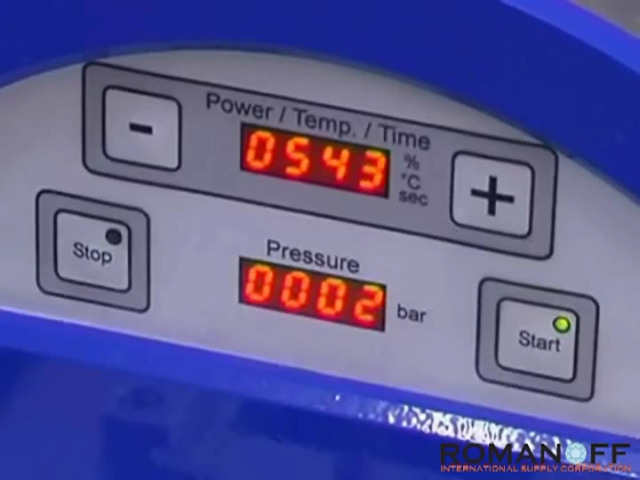 Power / Temp. / Time
-
0543
%
°C
sec
+
Stop
Pressure
0002 bar
Start
ROMANOFF
INTERNATIONAL SUPPLY CORPORATION